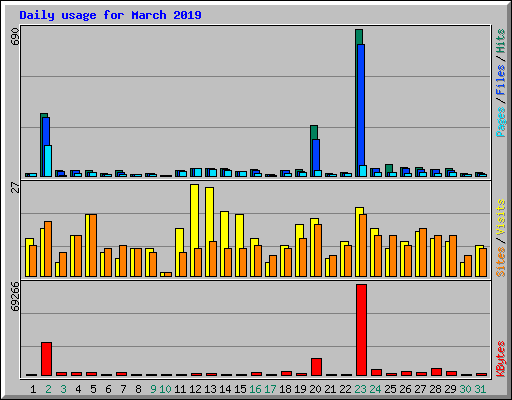 Daily usage for March 2019
690
Pages / Files / Hits
27
Sites / Visits
69266
KBytes
1 2 3 4 5 6 7 8 9 10 11 12 13 14 15 16 17 18 19 20 21 22 23 24 25 26 27 28 29 30 31